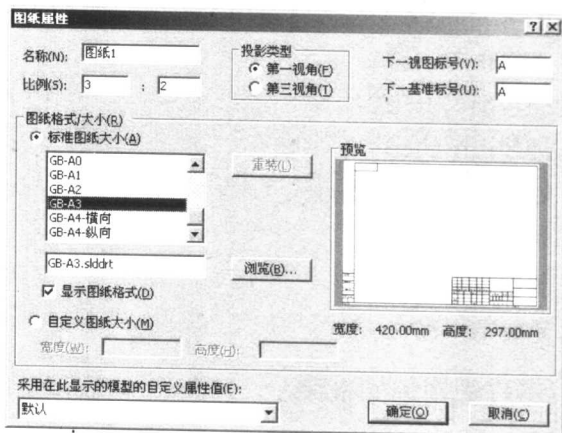 图纸属性
名称(N): 图纸1
比例(S): 3 : 2
投影类型
第一视角(F)
第三视角(T)
下一视图标号(V): A
下一基准标号(U): A
图纸格式/大小(R)
标准图纸大小(A)
GB-A0
GB-A1
GB-A2
GB-A3
GB-A4-横向
GB-A4-纵向
重装(L)
GB-A3.slddrt
浏览(B)...
显示图纸格式(D)
自定义图纸大小(M)
宽度(W): 高度(H):
预览
宽度: 420.00mm 高度: 297.00mm
采用在此显示的模型的自定义属性值(E):
默认
确定(O)
取消(C)